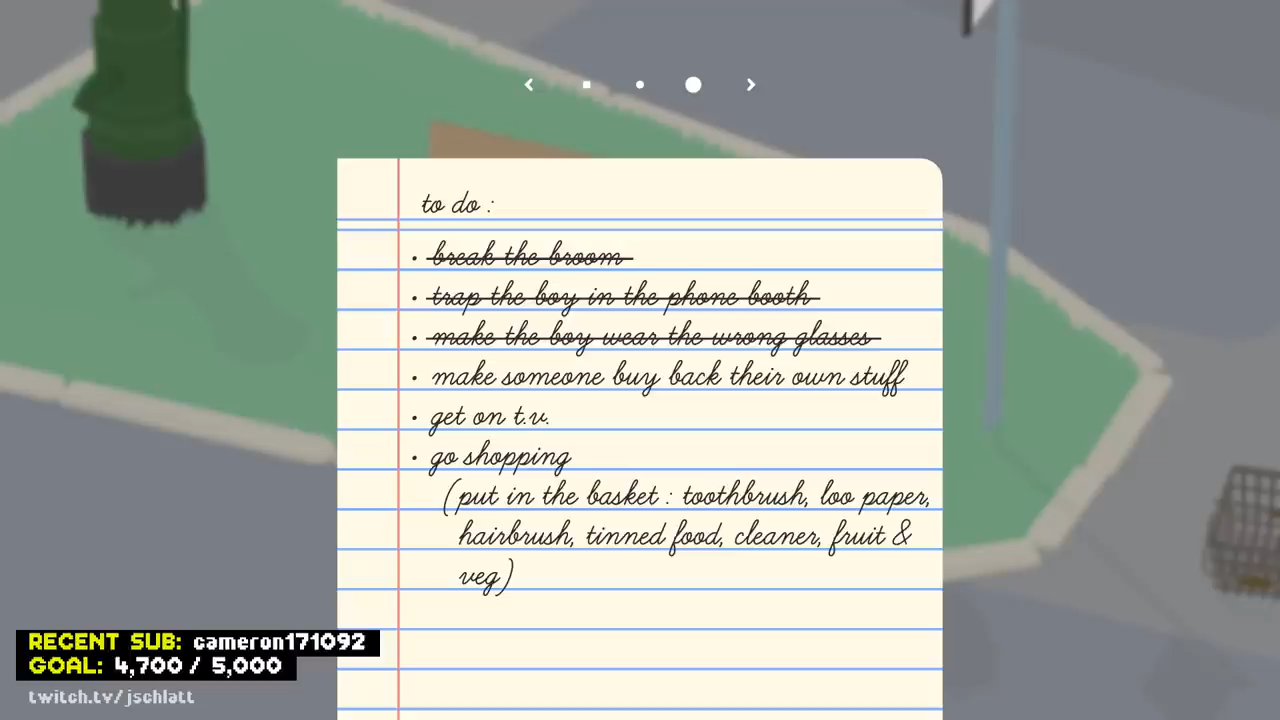 to do :
• break the broom
• trap the boy in the phone booth
• make the boy wear the wrong glasses
• make someone buy back their own stuff
• get on t.v.
• go shopping
(put in the basket : toothbrush, loo paper,
hairbrush, tinned food, cleaner, fruit &
veg)
RECENT SUB: cameron171092
GOAL: 4,700 / 5,000
twitch.tv/jschlatt